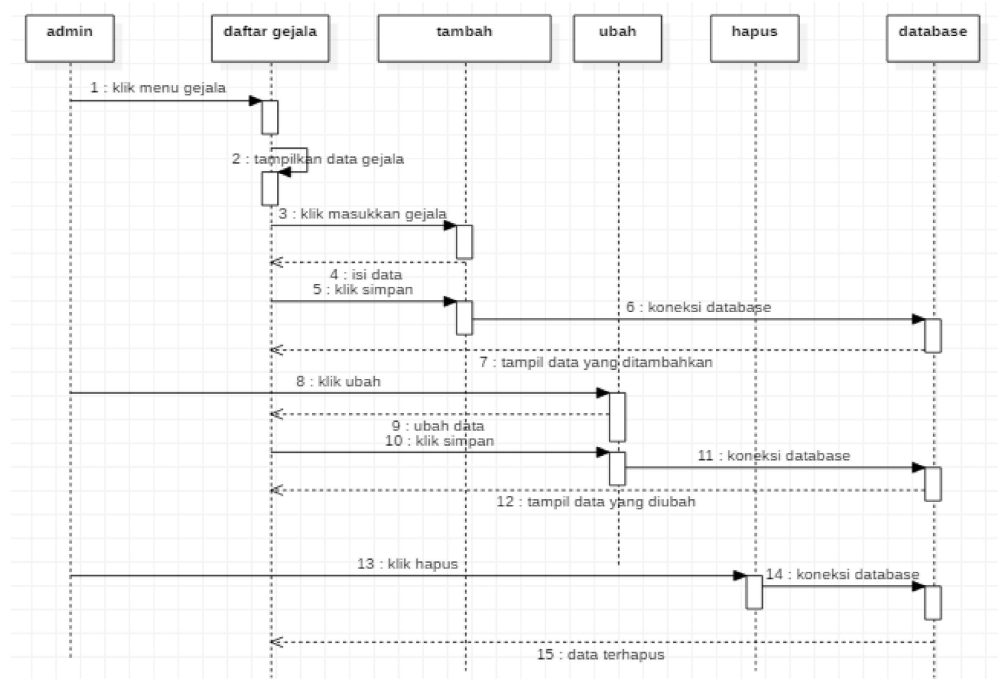 admin
daftar gejala
tambah
ubah
hapus
database
1 : klik menu gejala
2 : tampilkan data gejala
3 : klik masukkan gejala
4 : isi data
5 : klik simpan
6 : koneksi database
7 : tampil data yang ditambahkan
8 : klik ubah
9 : ubah data
10 : klik simpan
11 : koneksi database
12 : tampil data yang diubah
13 : klik hapus
14 : koneksi database
15 : data terhapus